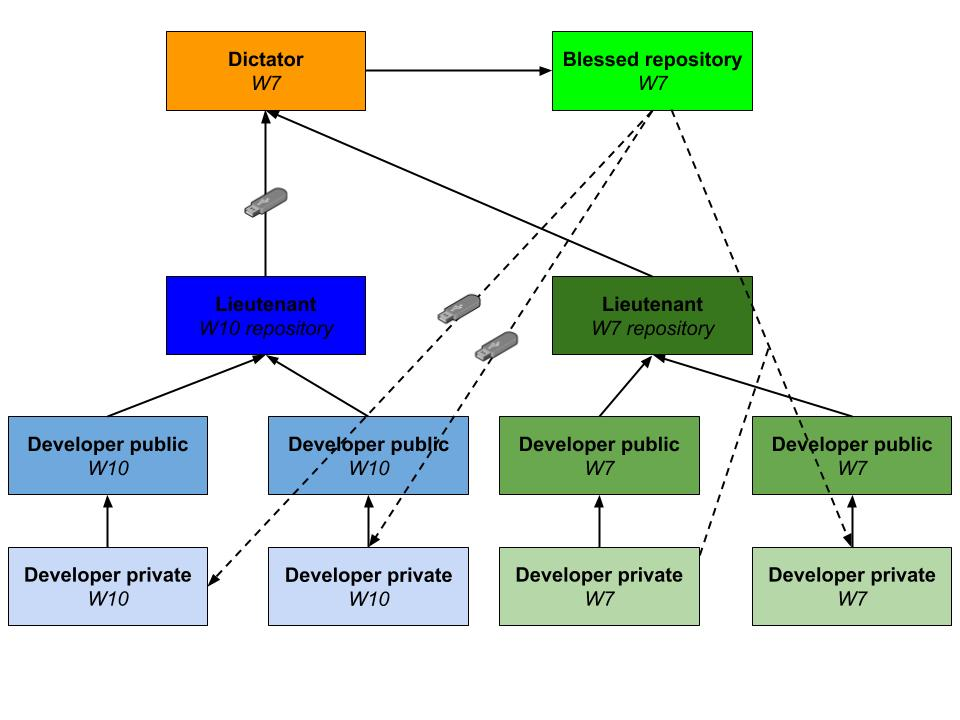 Dictator
W7
Blessed repository
W7
Lieutenant
W10 repository
Lieutenant
W7 repository
Developer public
W10
Developer public
W10
Developer public
W7
Developer public
W7
Developer private
W10
Developer private
W10
Developer private
W7
Developer private
W7